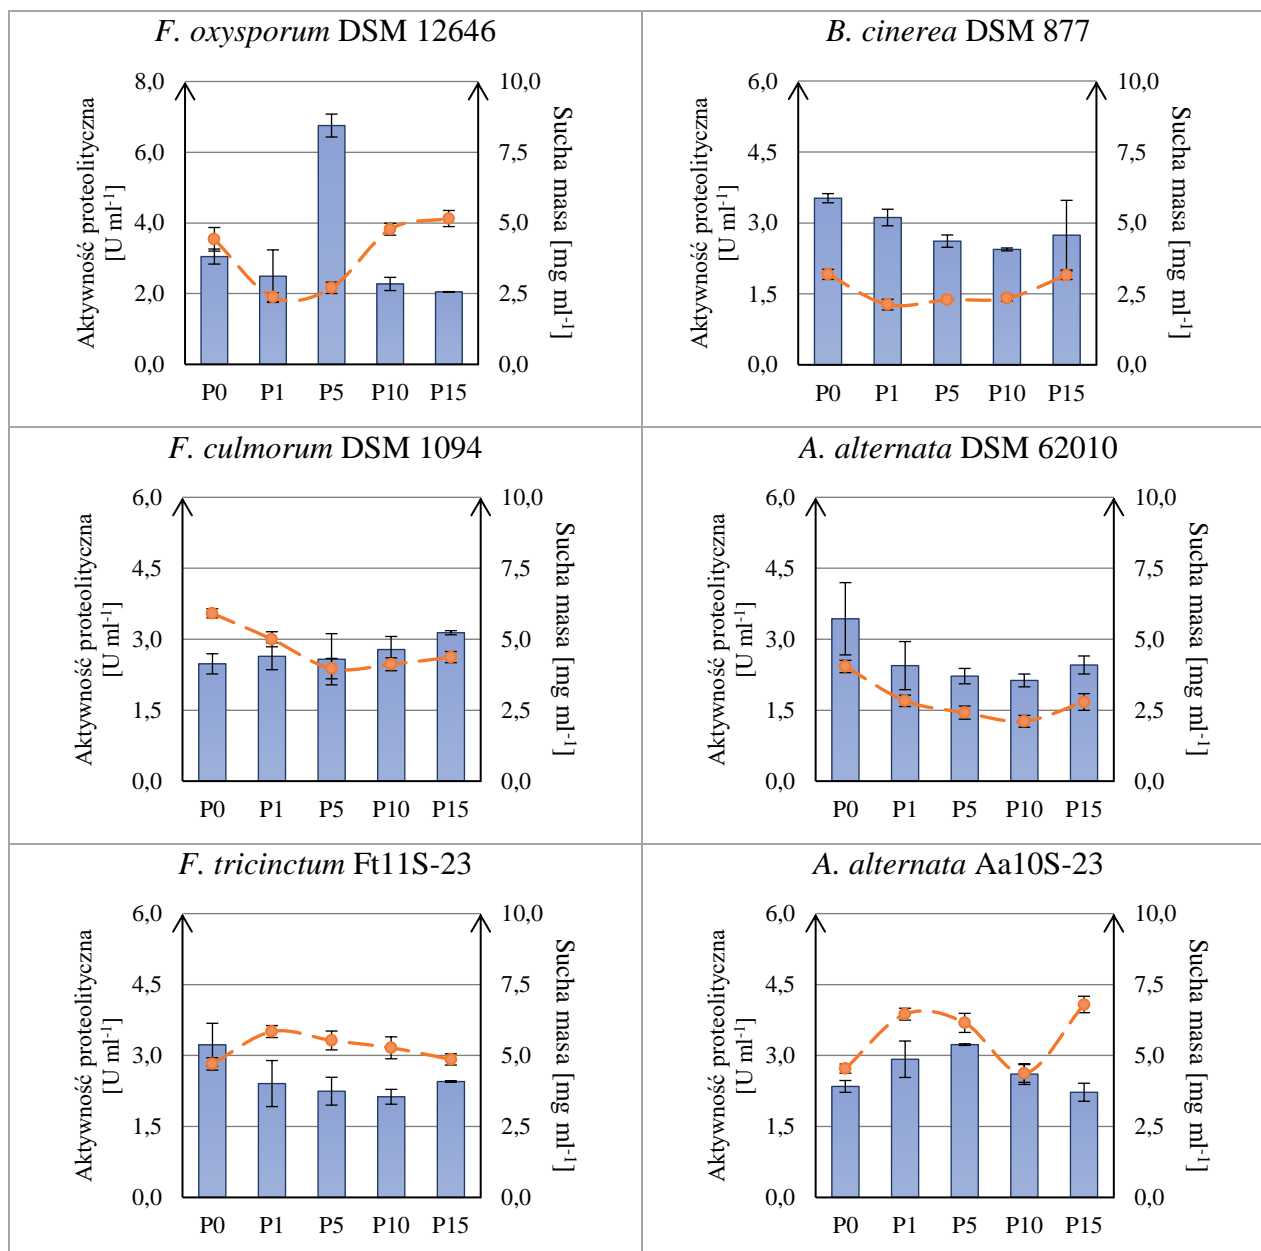 F. oxysporum DSM 12646
Aktywność proteolityczna
[U ml-1]
8,0
6,0
4,0
2,0
0,0
10,0
7,5
5,0
2,5
0,0
Sucha masa [mg ml-1]
P0 P1 P5 P10 P15
B. cinerea DSM 877
Aktywność proteolityczna
[U ml-1]
6,0
4,5
3,0
1,5
0,0
10,0
7,5
5,0
2,5
0,0
Sucha masa [mg ml-1]
P0 P1 P5 P10 P15
F. culmorum DSM 1094
Aktywność proteolityczna
[U ml-1]
6,0
4,5
3,0
1,5
0,0
10,0
7,5
5,0
2,5
0,0
Sucha masa [mg ml-1]
P0 P1 P5 P10 P15
A. alternata DSM 62010
Aktywność proteolityczna
[U ml-1]
6,0
4,5
3,0
1,5
0,0
10,0
7,5
5,0
2,5
0,0
Sucha masa [mg ml-1]
P0 P1 P5 P10 P15
F. tricinctum Ft11S-23
Aktywność proteolityczna
[U ml-1]
6,0
4,5
3,0
1,5
0,0
10,0
7,5
5,0
2,5
0,0
Sucha masa [mg ml-1]
P0 P1 P5 P10 P15
A. alternata Aa10S-23
Aktywność proteolityczna
[U ml-1]
6,0
4,5
3,0
1,5
0,0
10,0
7,5
5,0
2,5
0,0
Sucha masa [mg ml-1]
P0 P1 P5 P10 P15